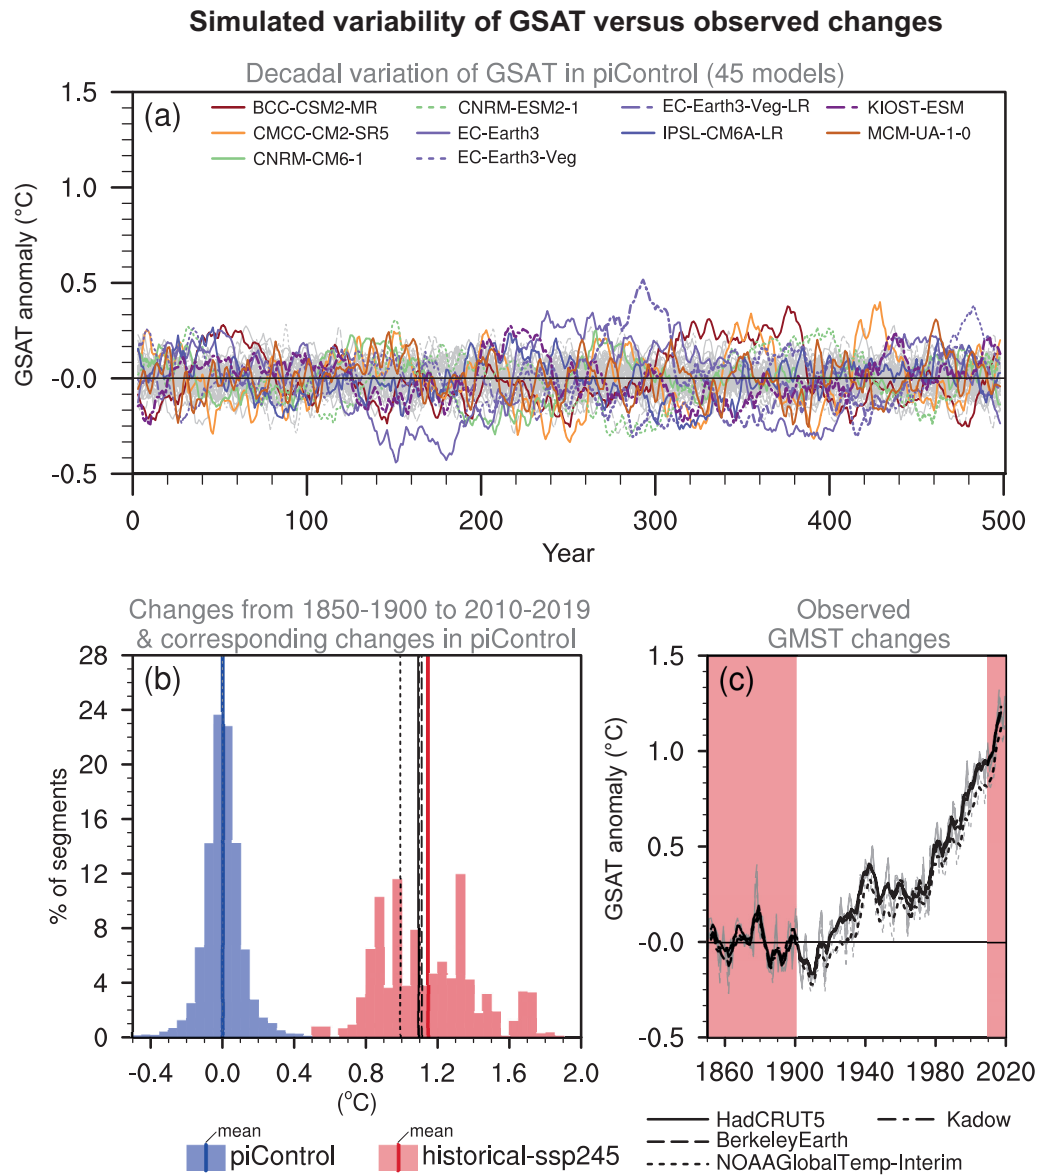 Simulated variability of GSAT versus observed changes
Decadal variation of GSAT in piControl (45 models)
(a)
BCC-CSM2-MR
CNRM-ESM2-1
EC-Earth3-Veg-LR
KIOST-ESM
CMCC-CM2-SR5
EC-Earth3
IPSL-CM6A-LR
MCM-UA-1-0
CNRM-CM6-1
EC-Earth3-Veg
GSAT anomaly (°C)
1.5
1.0
0.5
-0.0
-0.5
0
100
200
300
400
500
Year
Changes from 1850-1900 to 2010-2019
& corresponding changes in piControl
(b)
% of segments
28
24
20
16
12
8
4
0
-0.4
0.0
0.4
0.8
1.2
1.6
2.0
(°C)
mean
piControl
mean
historical-ssp245
Observed
GMST changes
(c)
GSAT anomaly (°C)
1.5
1.0
0.5
-0.0
-0.5
1860
1900
1940
1980
2020
HadCRUT5
Kadow
BerkeleyEarth
NOAAGlobalTemp-Interim